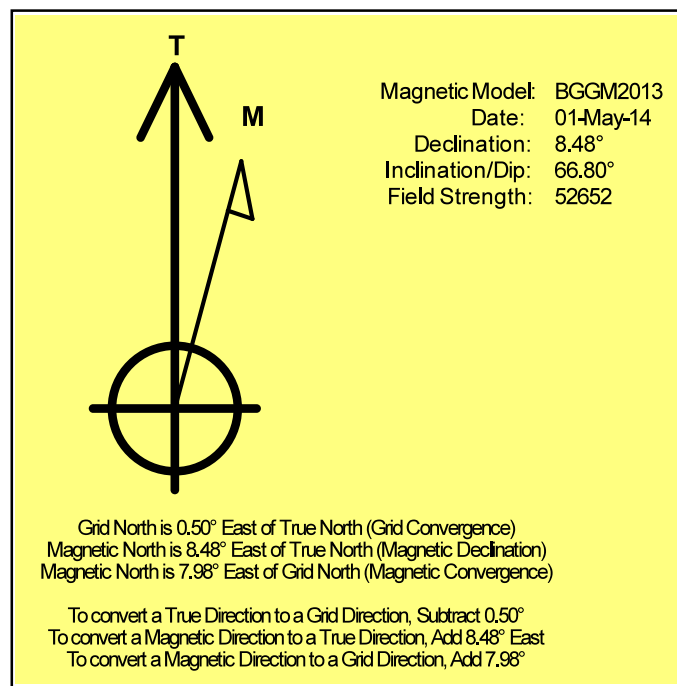 T
M
Magnetic Model: BGGM2013
Date: 01-May-14
Declination: 8.48°
Inclination/Dip: 66.80°
Field Strength: 52652
Grid North is 0.50° East of True North (Grid Convergence)
Magnetic North is 8.48° East of True North (Magnetic Declination)
Magnetic North is 7.98° East of Grid North (Magnetic Convergence)
To convert a True Direction to a Grid Direction, Subtract 0.50°
To convert a Magnetic Direction to a True Direction, Add 8.48° East
To convert a Magnetic Direction to a Grid Direction, Add 7.98°